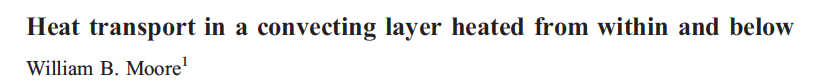 Heat transport in a convecting layer heated from within and below
William B. Moore¹